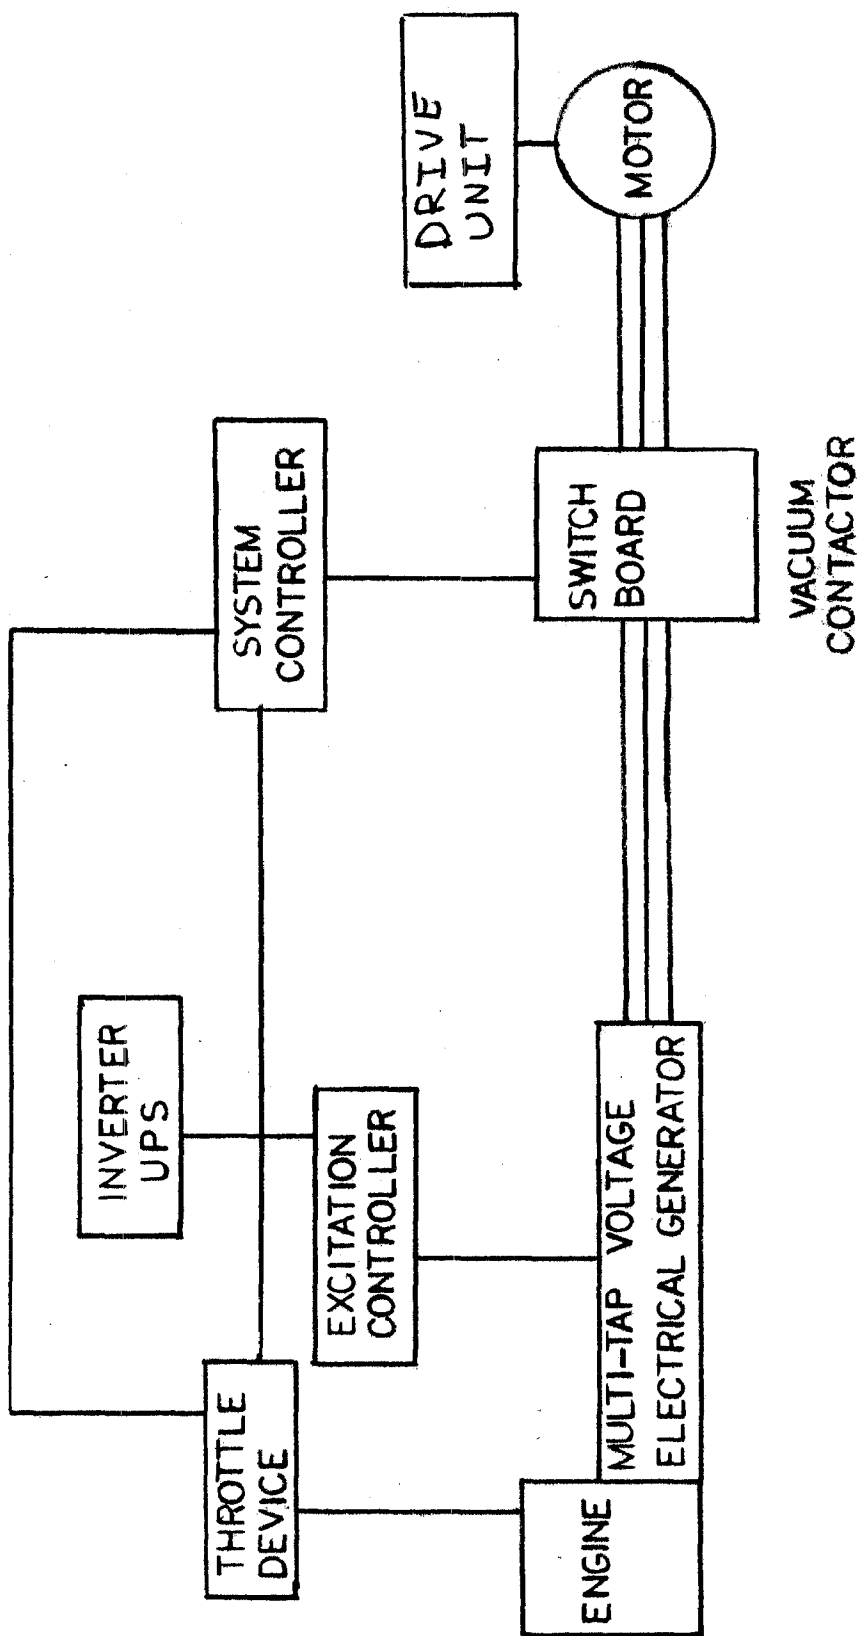 THROTTLE
DEVICE
INVERTER
UPS
SYSTEM
CONTROLLER
DRIVE
UNIT
EXCITATION
CONTROLLER
ENGINE
MULTI-TAP VOLTAGE
ELECTRICAL GENERATOR
SWITCH
BOARD
MOTOR
VACUUM
CONTACTOR